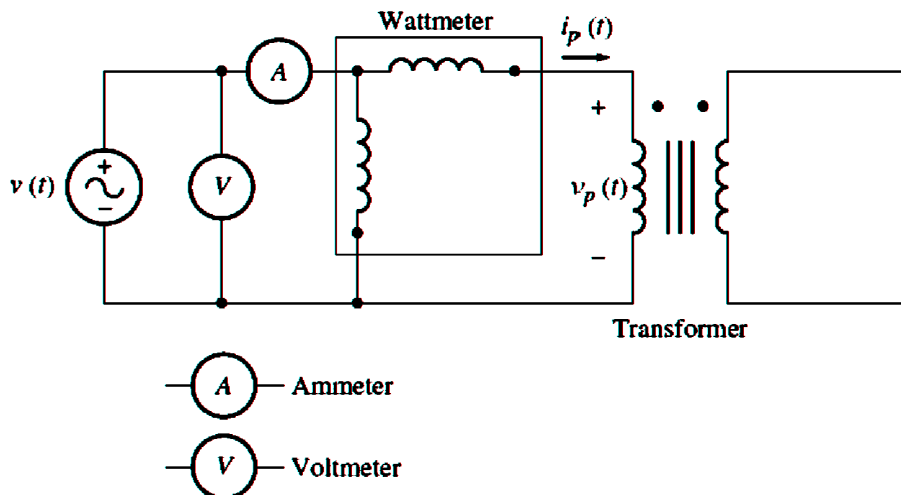 Wattmeter
i_p (t)
A
+
v (t)
+
−
V
v_p (t)
−
Transformer
A Ammeter
V Voltmeter